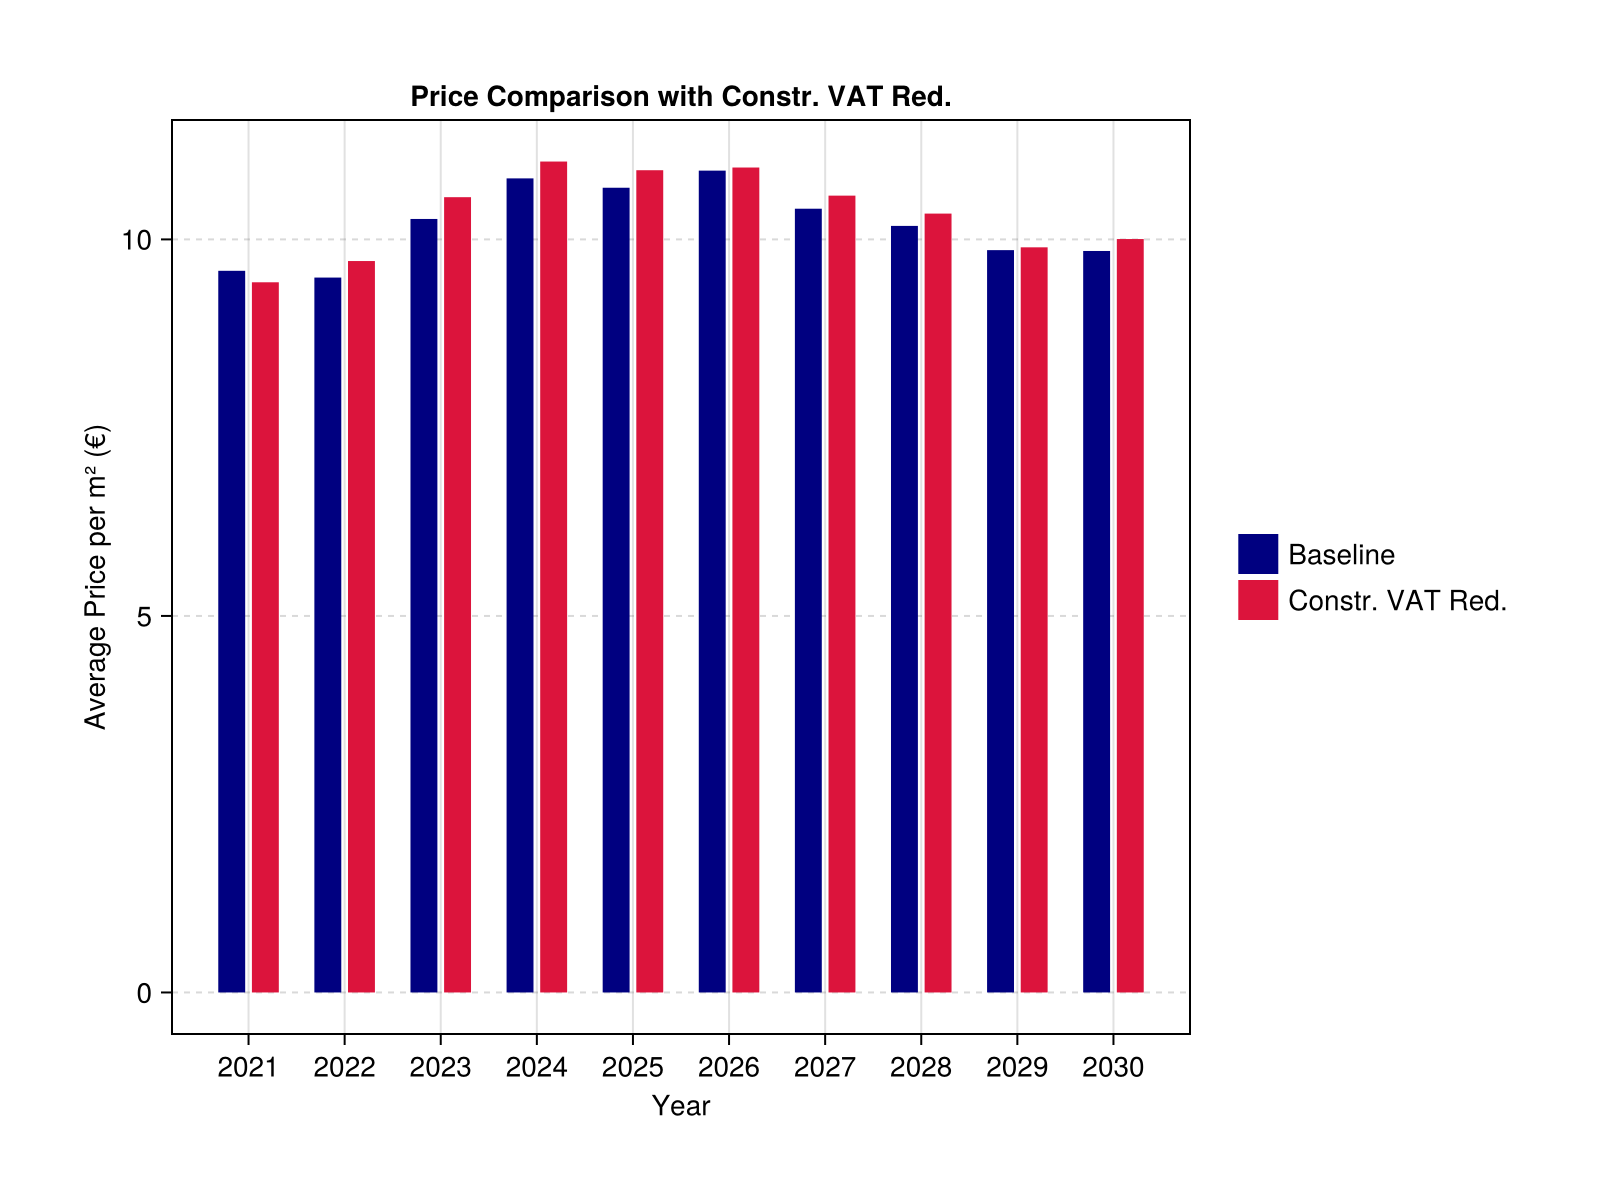 Price Comparison with Constr. VAT Red.
Average Price per m² (€)
10
5
0
2021 2022 2023 2024 2025 2026 2027 2028 2029 2030
Year
Baseline
Constr. VAT Red.